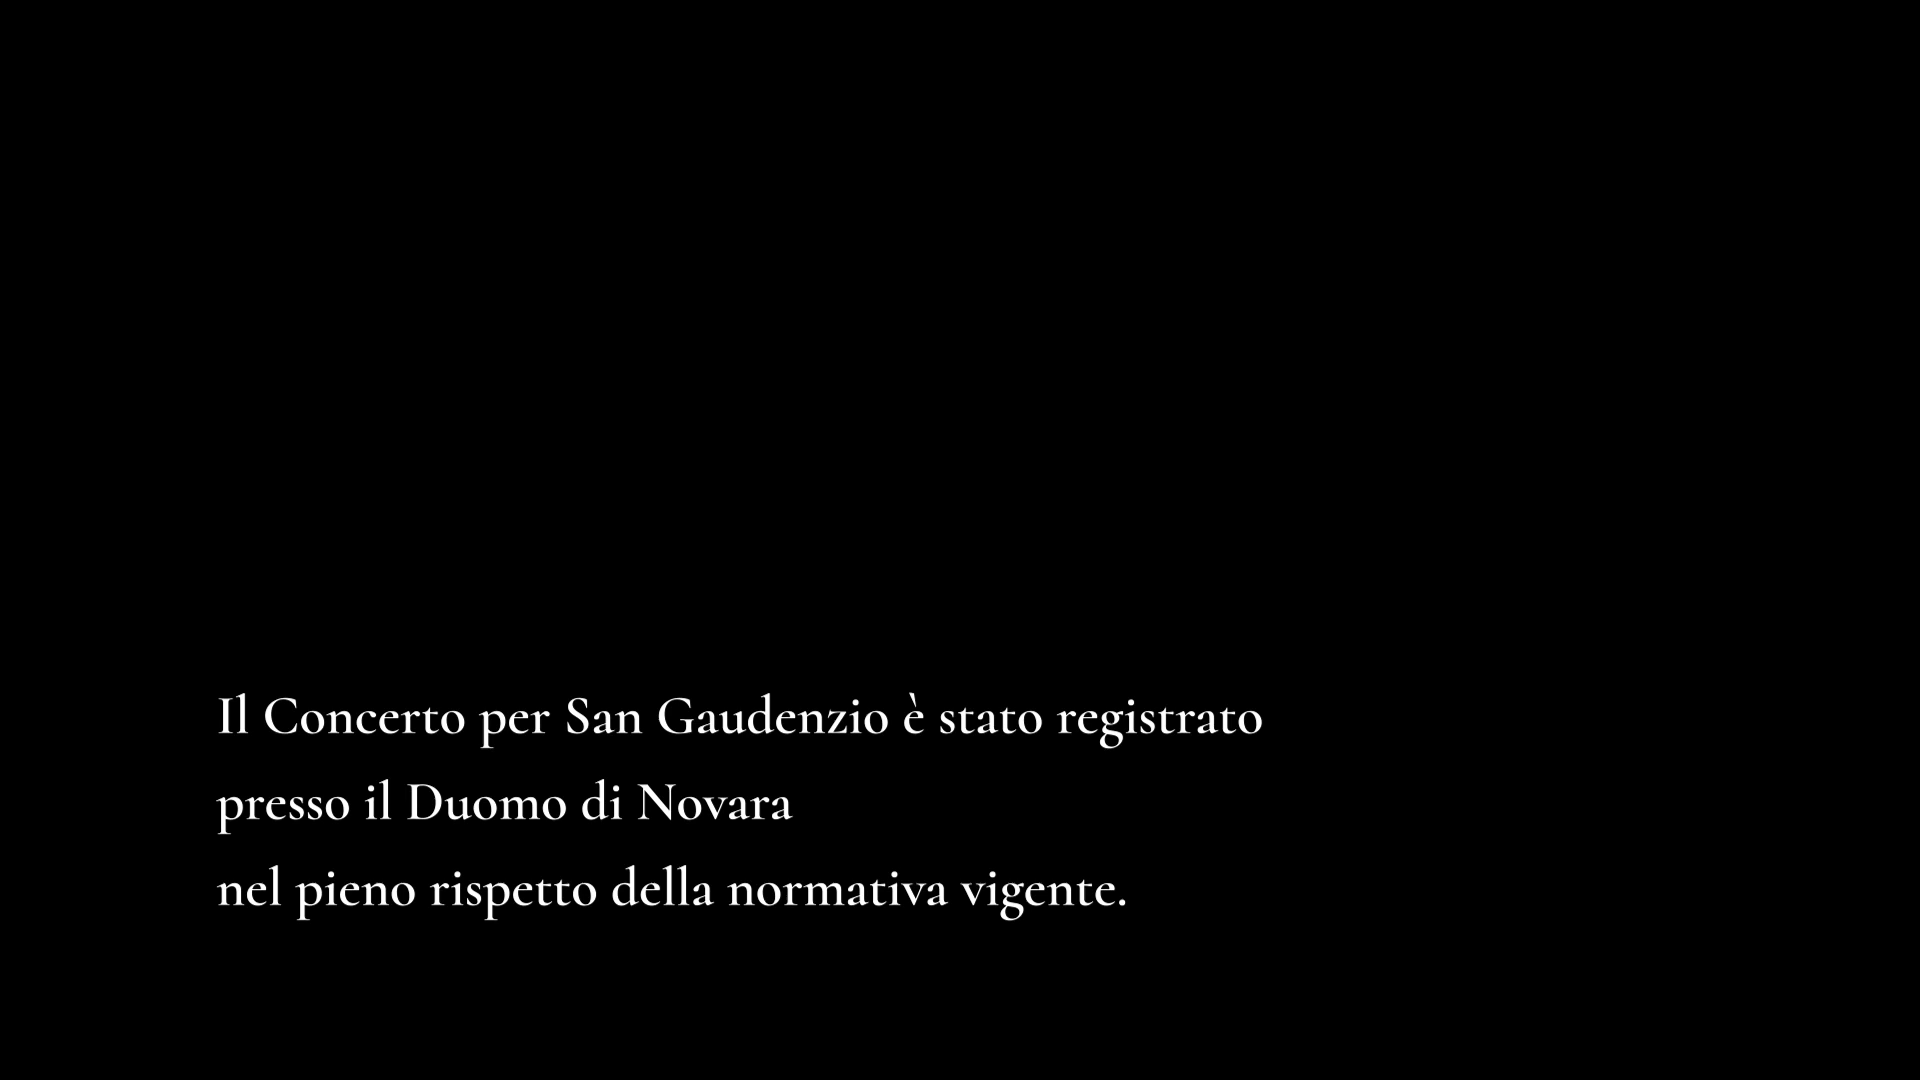 Il Concerto per San Gaudenzio è stato registrato
presso il Duomo di Novara
nel pieno rispetto della normativa vigente.